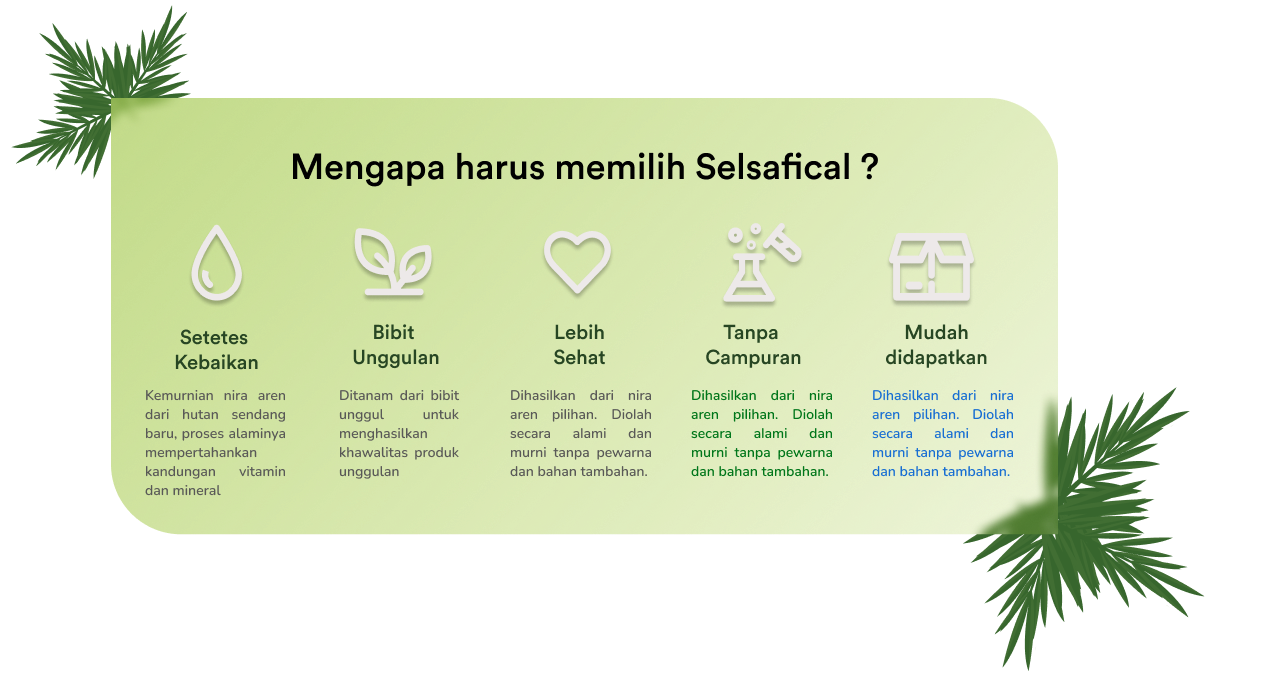 Mengapa harus memilih Selsafical ?
Setetes
Kebaikan
Kemurnian nira aren
dari hutan sendang
baru, proses alaminya
mempertahankan
kandungan vitamin
dan mineral
Bibit
Unggulan
Ditanam dari bibit
unggul untuk
menghasilkan
khawalitas produk
unggulan
Lebih
Sehat
Dihasilkan dari nira
aren pilihan. Diolah
secara alami dan
murni tanpa pewarna
dan bahan tambahan.
Tanpa
Campuran
Dihasilkan dari nira
aren pilihan. Diolah
secara alami dan
murni tanpa pewarna
dan bahan tambahan.
Mudah
didapatkan
Dihasilkan dari nira
aren pilihan. Diolah
secara alami dan
murni tanpa pewarna
dan bahan tambahan.